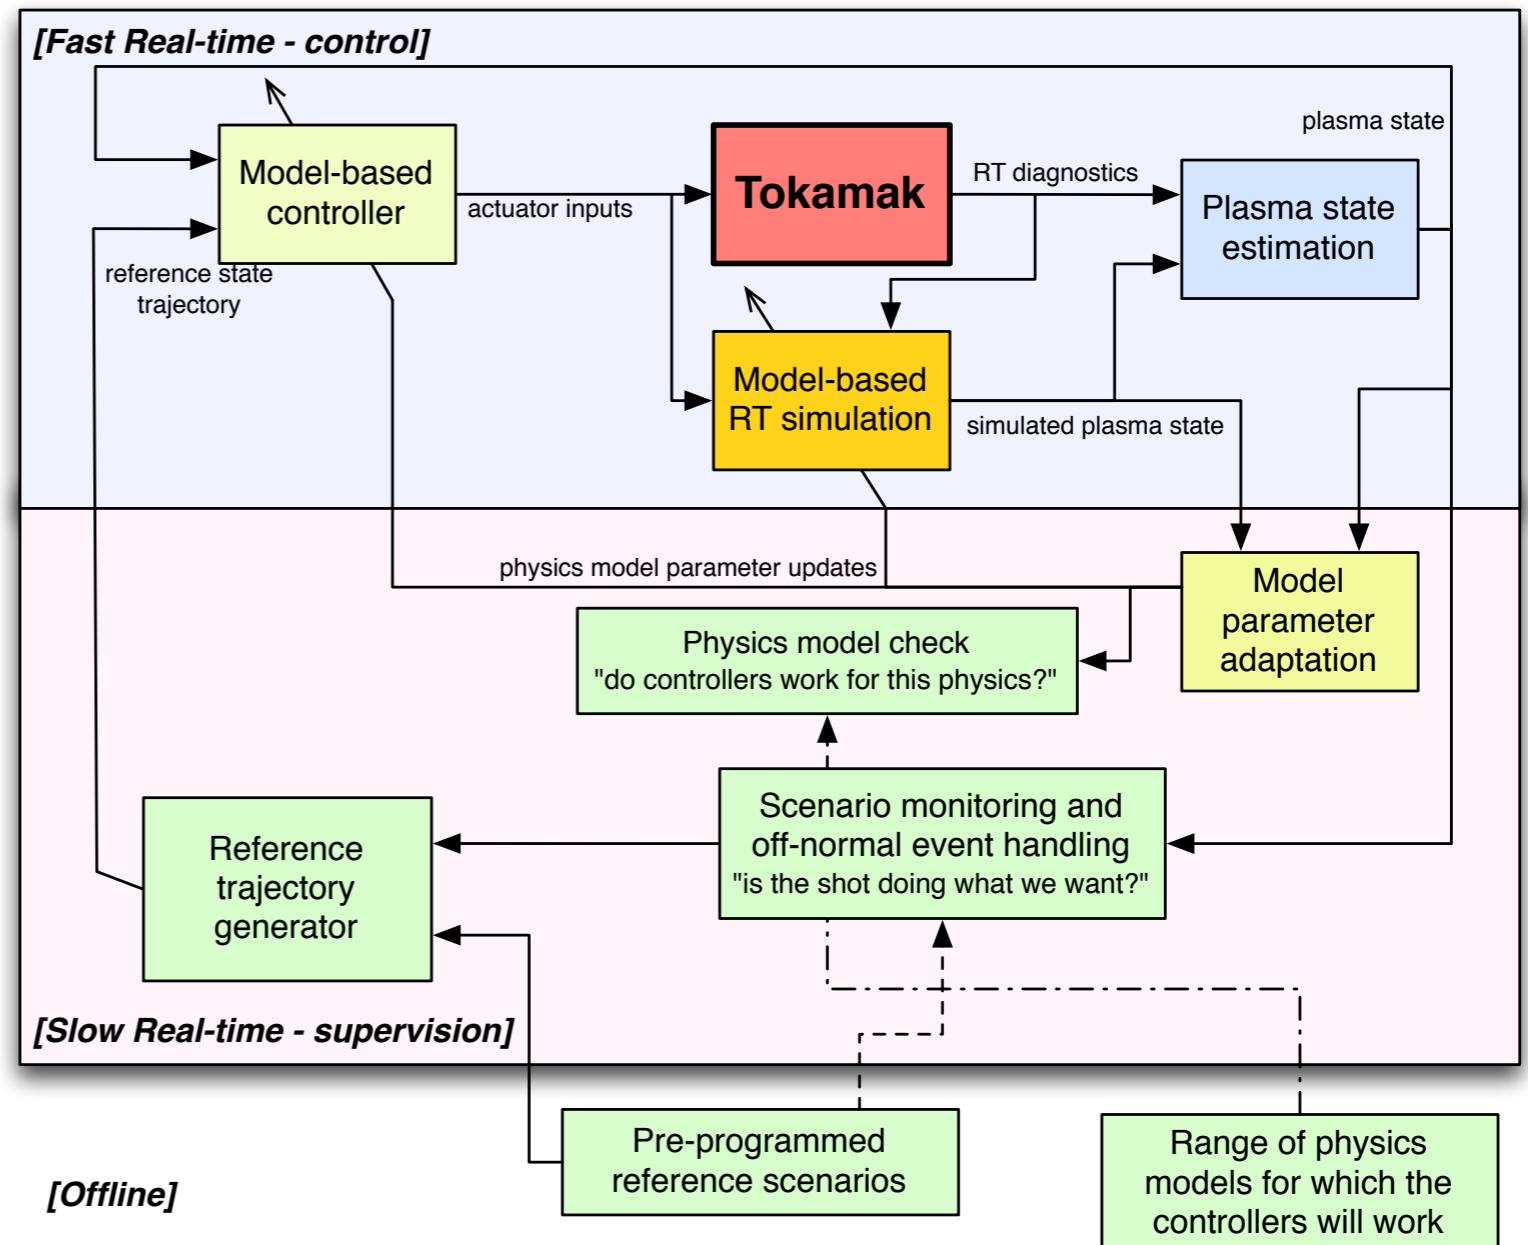 [Fast Real-time - control]
plasma state
Model-based
controller
actuator inputs
Tokamak
RT diagnostics
Plasma state
estimation
reference state
trajectory
Model-based
RT simulation
simulated plasma state
physics model parameter updates
Model
parameter
adaptation
Physics model check
"do controllers work for this physics?"
Scenario monitoring and
off-normal event handling
"is the shot doing what we want?"
Reference
trajectory
generator
[Slow Real-time - supervision]
Pre-programmed
reference scenarios
Range of physics
models for which the
controllers will work
[Offline]